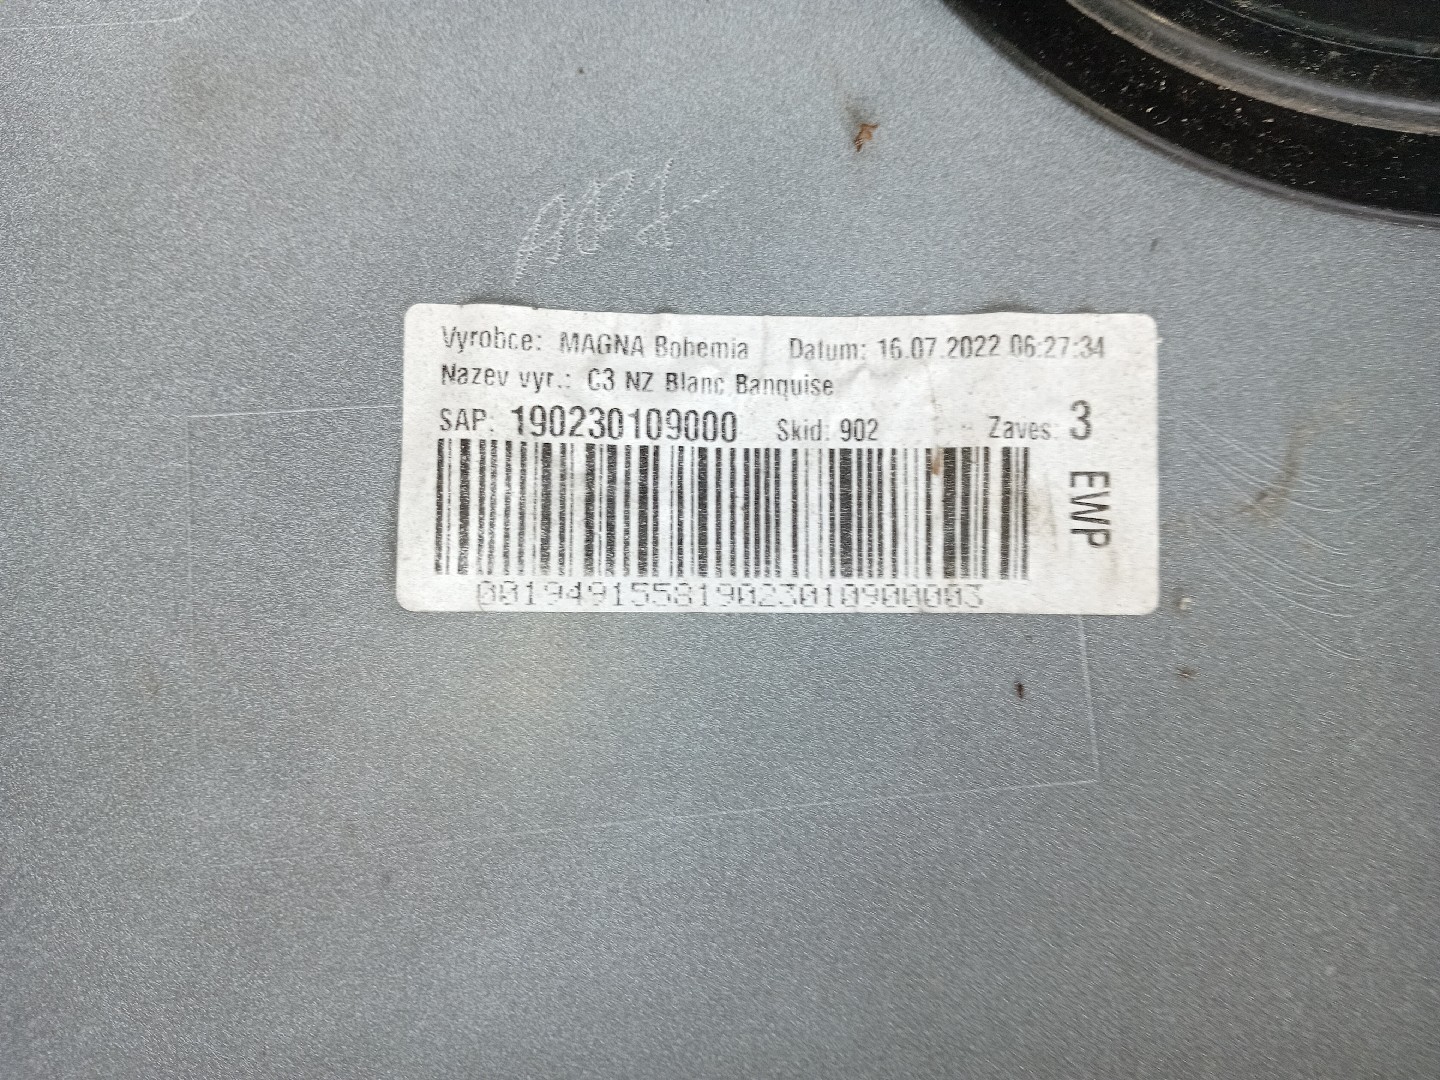 Vyrobce: MAGNA Bohemia Datum: 16.07.2022 06:27:34
Nazev vyr.: C3 NZ Blanc Banquise
SAP: 190230109000 Skid: 902 Zaves: 3
EWP
0019491558190230109000003